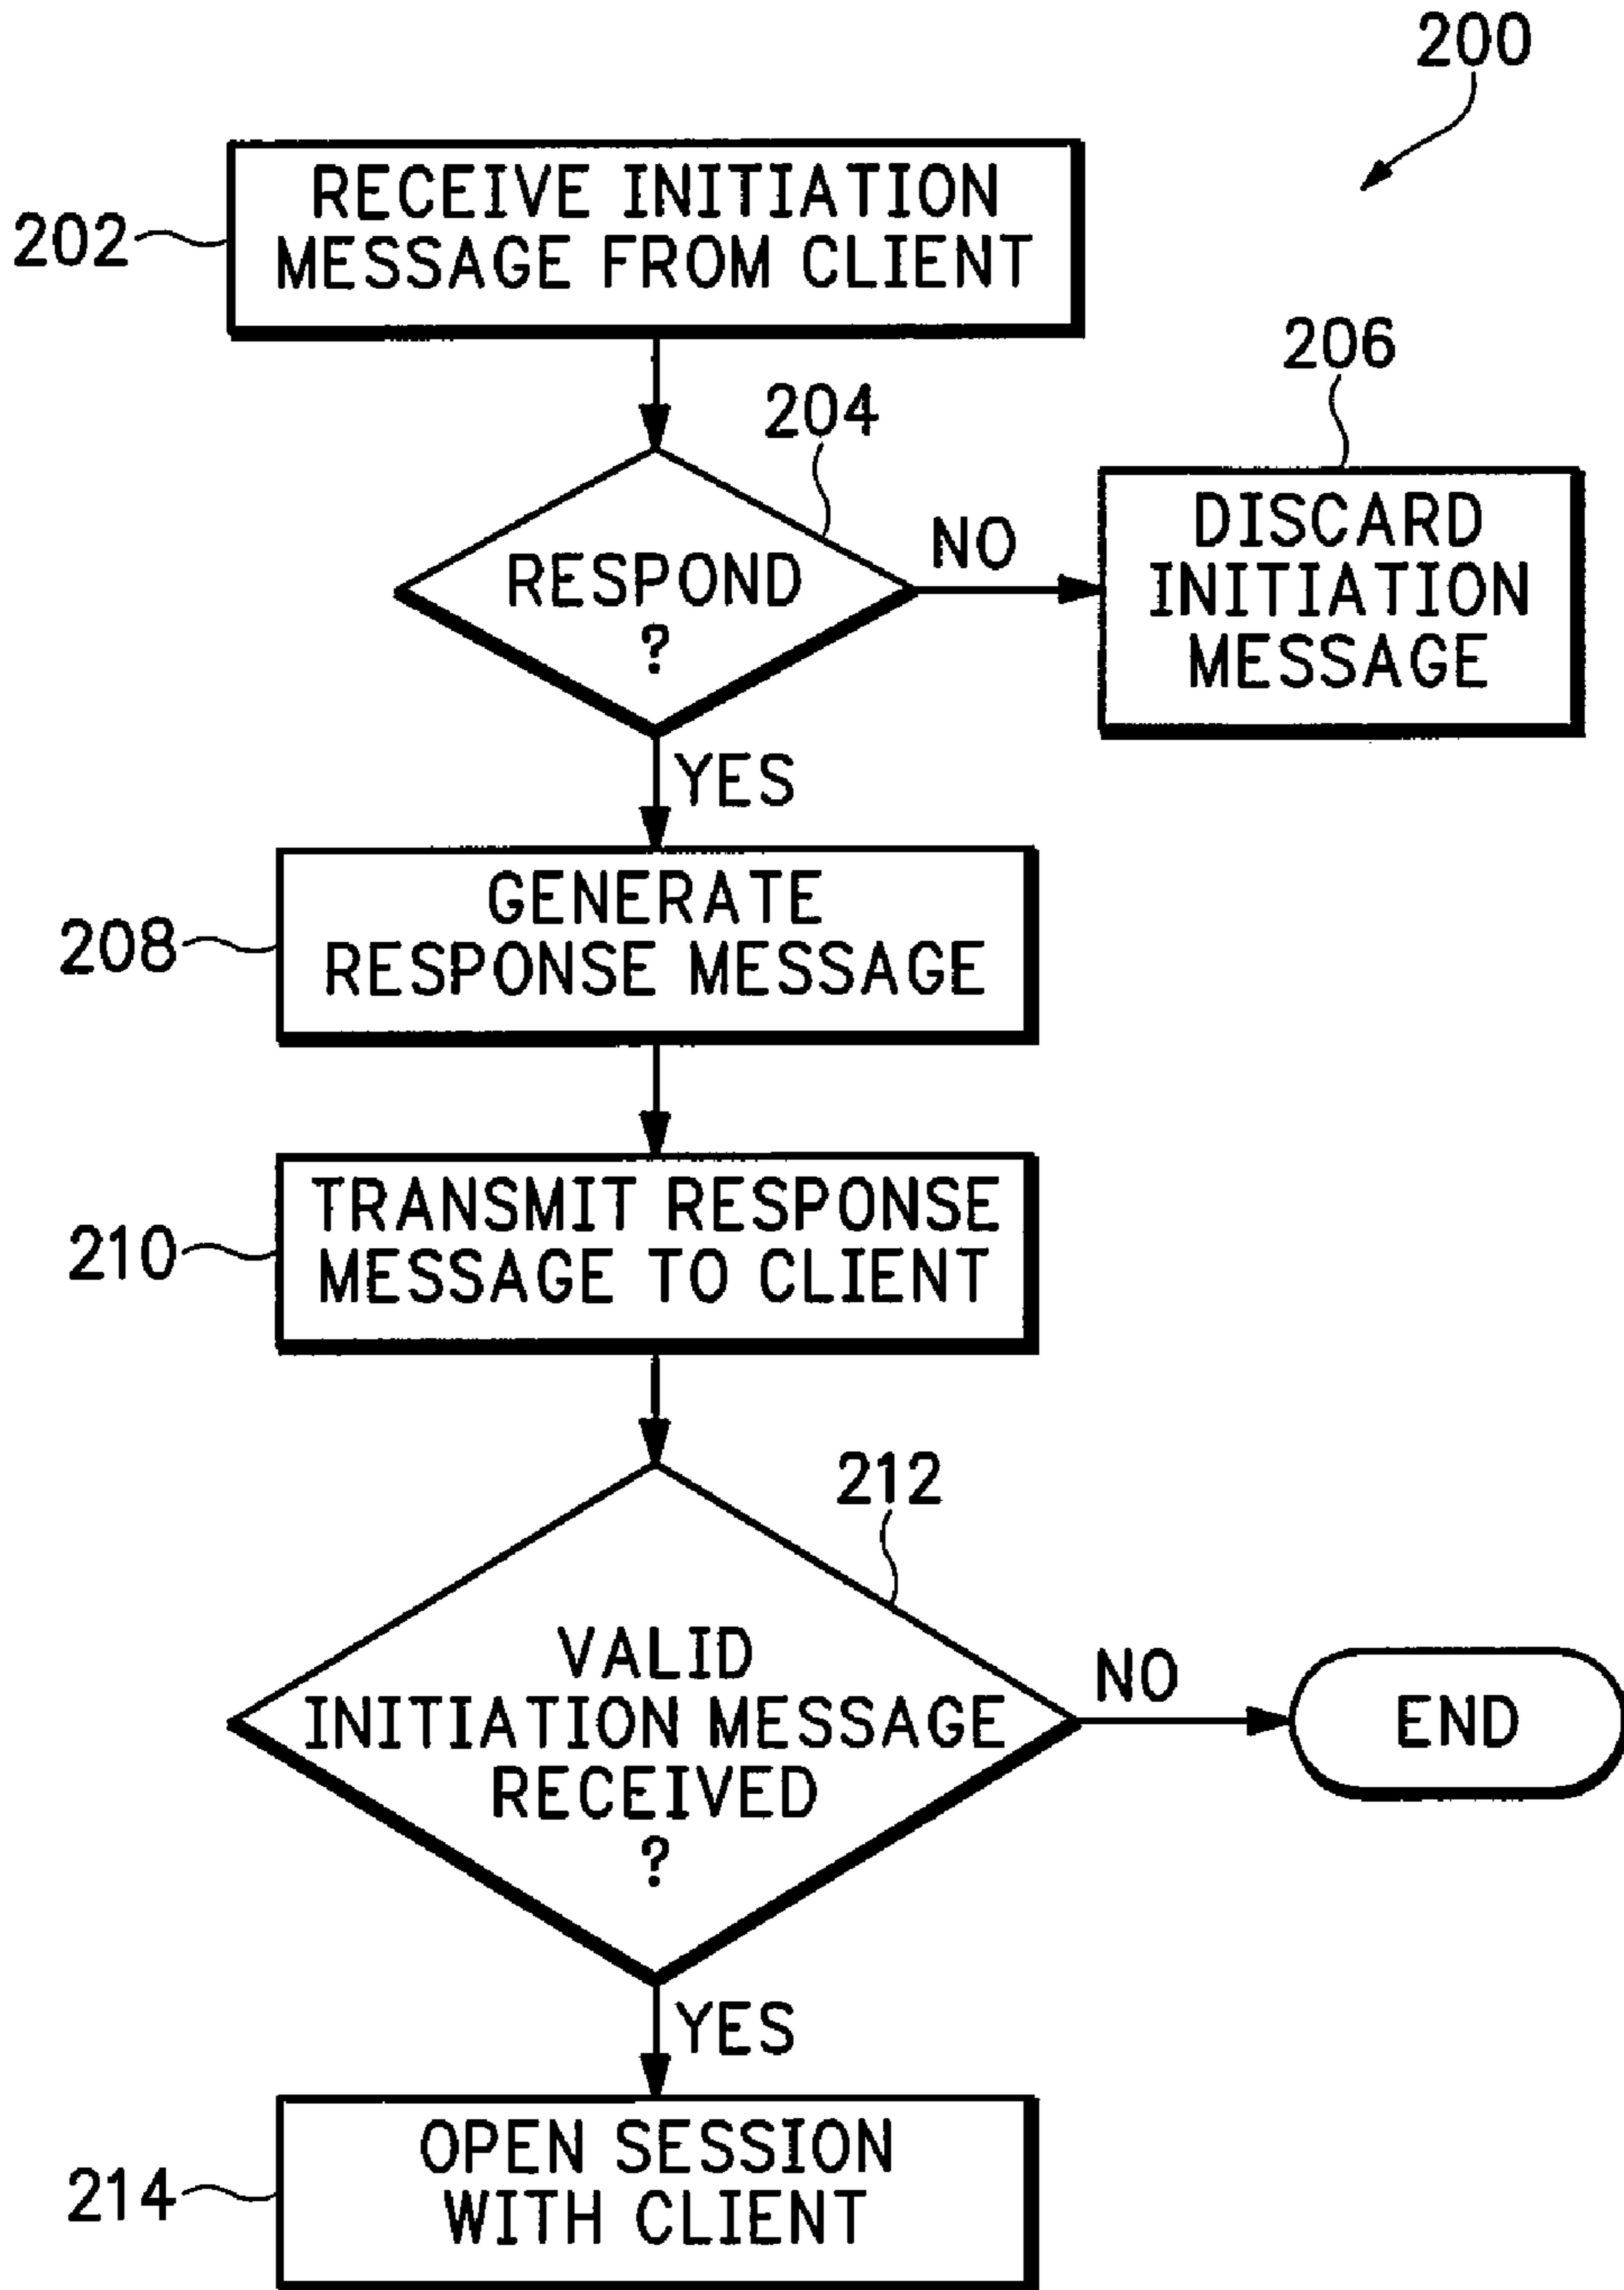 200
202
RECEIVE INITIATION
MESSAGE FROM CLIENT
204
RESPOND
?
NO
206
DISCARD
INITIATION
MESSAGE
YES
208
GENERATE
RESPONSE MESSAGE
210
TRANSMIT RESPONSE
MESSAGE TO CLIENT
212
VALID
INITIATION MESSAGE
RECEIVED
?
NO
END
YES
214
OPEN SESSION
WITH CLIENT